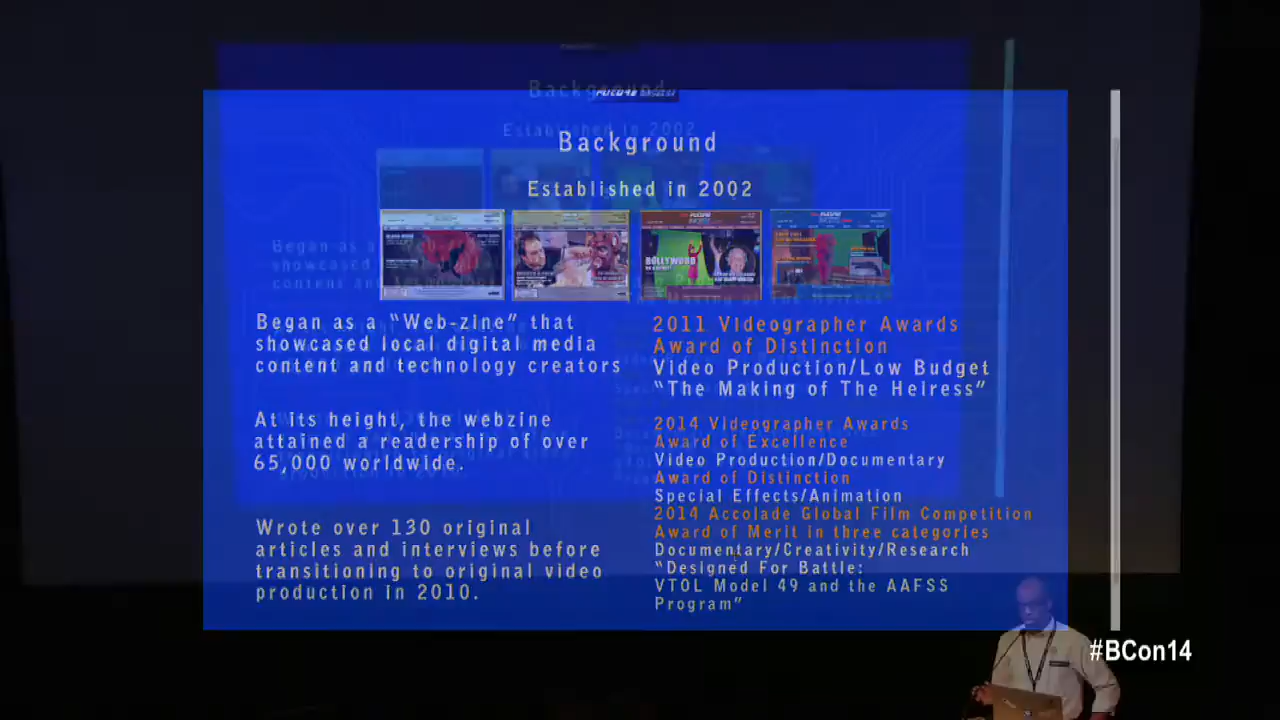 Background
Established in 2002
BOLLYWOOD
Began as a “Web-zine” that
showcased local digital media
content and technology creators
At its height, the webzine
attained a readership of over
65,000 worldwide.
Wrote over 130 original
articles and interviews before
transitioning to original video
production in 2010.
2011 Videographer Awards
Award of Distinction
Video Production/Low Budget
“The Making of The Heiress”
2014 Videographer Awards
Award of Excellence
Video Production/Documentary
Award of Distinction
Special Effects/Animation
2014 Accolade Global Film Competition
Award of Merit in three categories
Documentary/Creativity/Research
“Designed For Battle:
VTOL Model 49 and the AAFSS
Program”
#BCon14